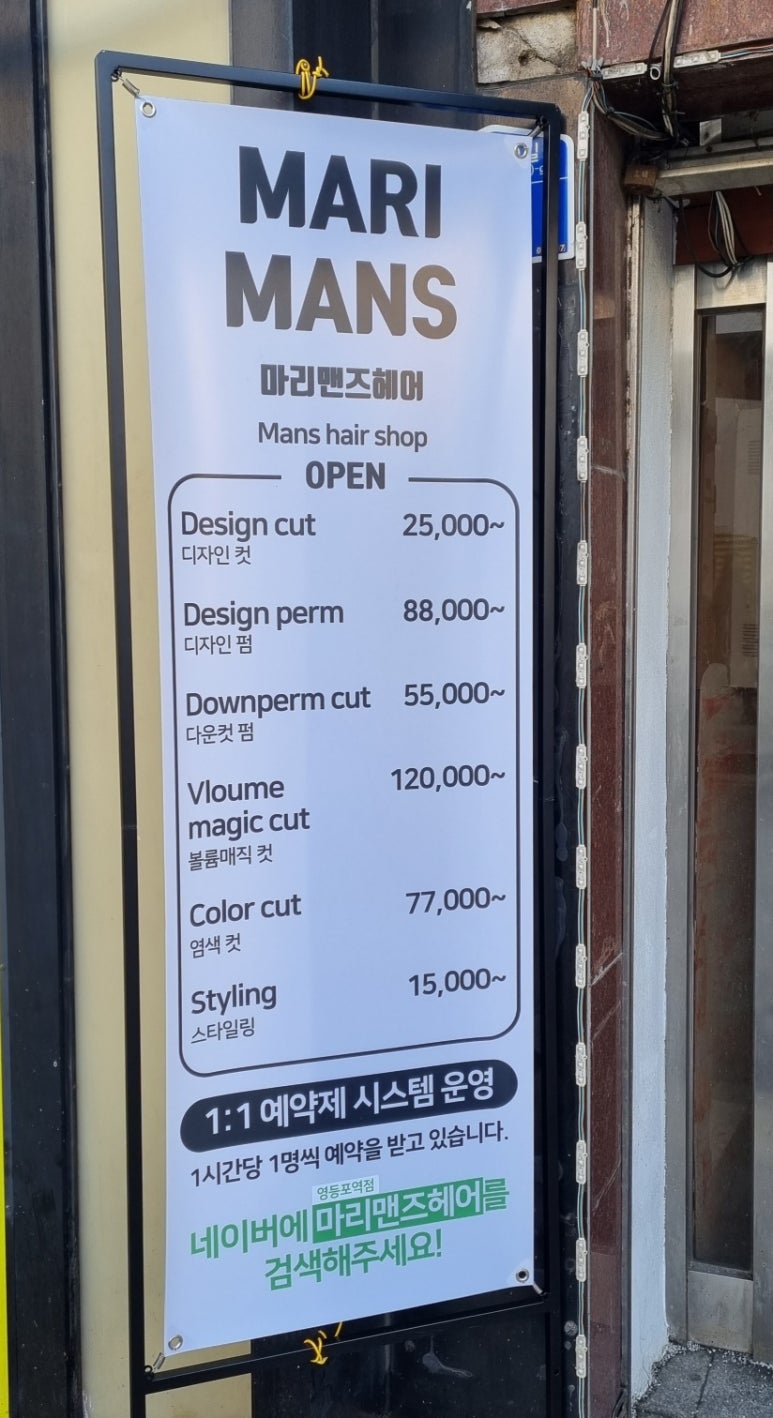 MARI
MANS
마리맨즈헤어
Mans hair shop
OPEN
Design cut 25,000~
디자인 컷
Design perm 88,000~
디자인 펌
Downperm cut 55,000~
다운컷 펌
Vloume 120,000~
magic cut
볼륨매직 컷
Color cut 77,000~
염색 컷
Styling 15,000~
스타일링
1:1 예약제 시스템 운영
1시간당 1명씩 예약을 받고 있습니다.
영등포역점
네이버에 마리맨즈헤어를
검색해주세요!